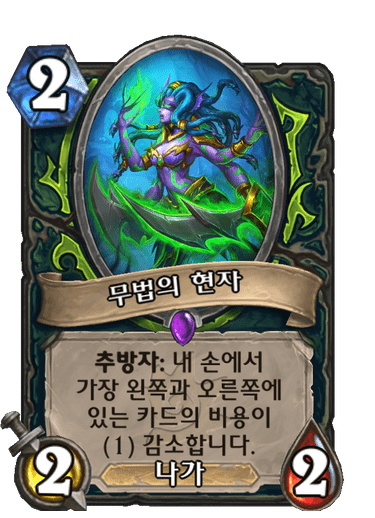 2
무법의 현자
추방자: 내 손에서
가장 왼쪽과 오른쪽에
있는 카드의 비용이
(1) 감소합니다.
2 나가 2